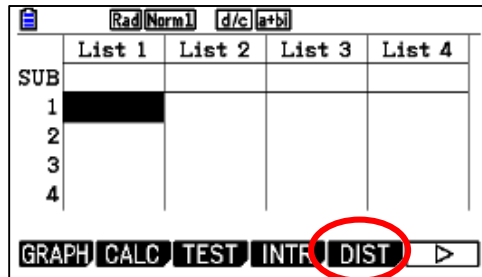 Rad Norm1 d/c a+bi
List 1 List 2 List 3 List 4
SUB
1
2
3
4
GRAPH CALC TEST INTR DIST